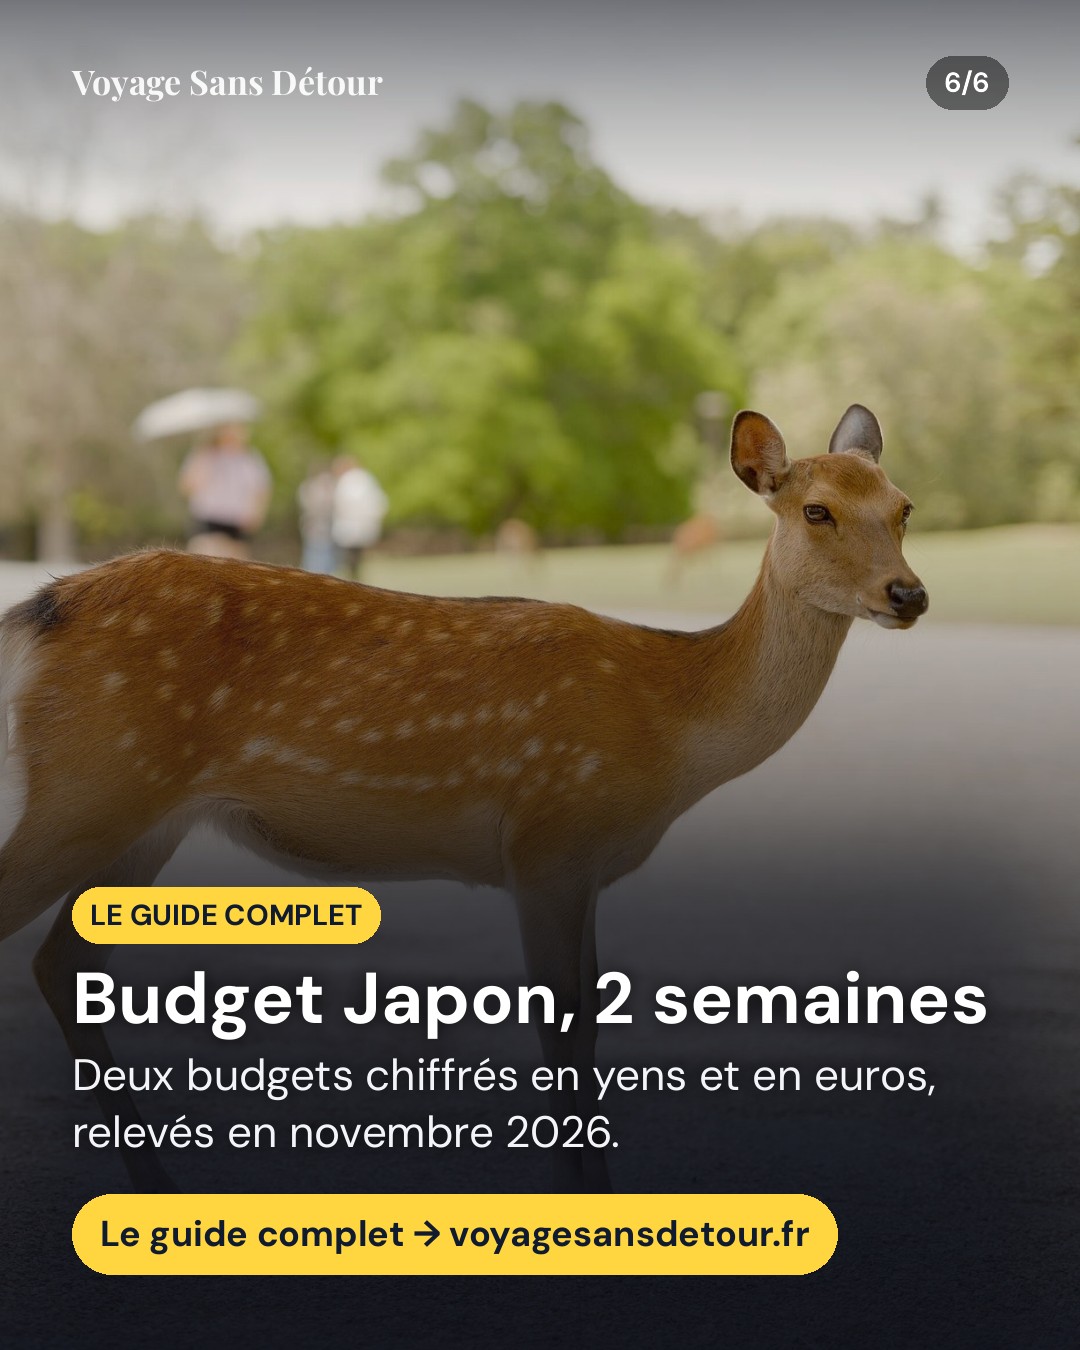 Voyage Sans Détour
6/6
LE GUIDE COMPLET
Budget Japon, 2 semaines
Deux budgets chiffrés en yens et en euros,
relevés en novembre 2026.
Le guide complet → voyagesansdetour.fr